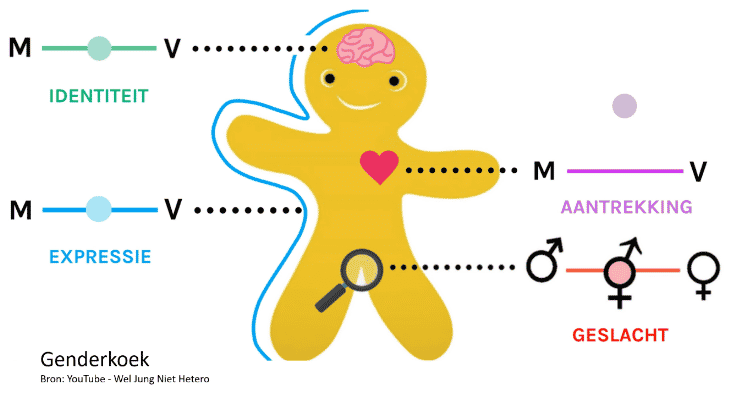 M V
IDENTITEIT
M V
AANTREKKING
M V
EXPRESSIE
GESLACHT
Genderkoek
Bron: YouTube - Wel Jung Niet Hetero